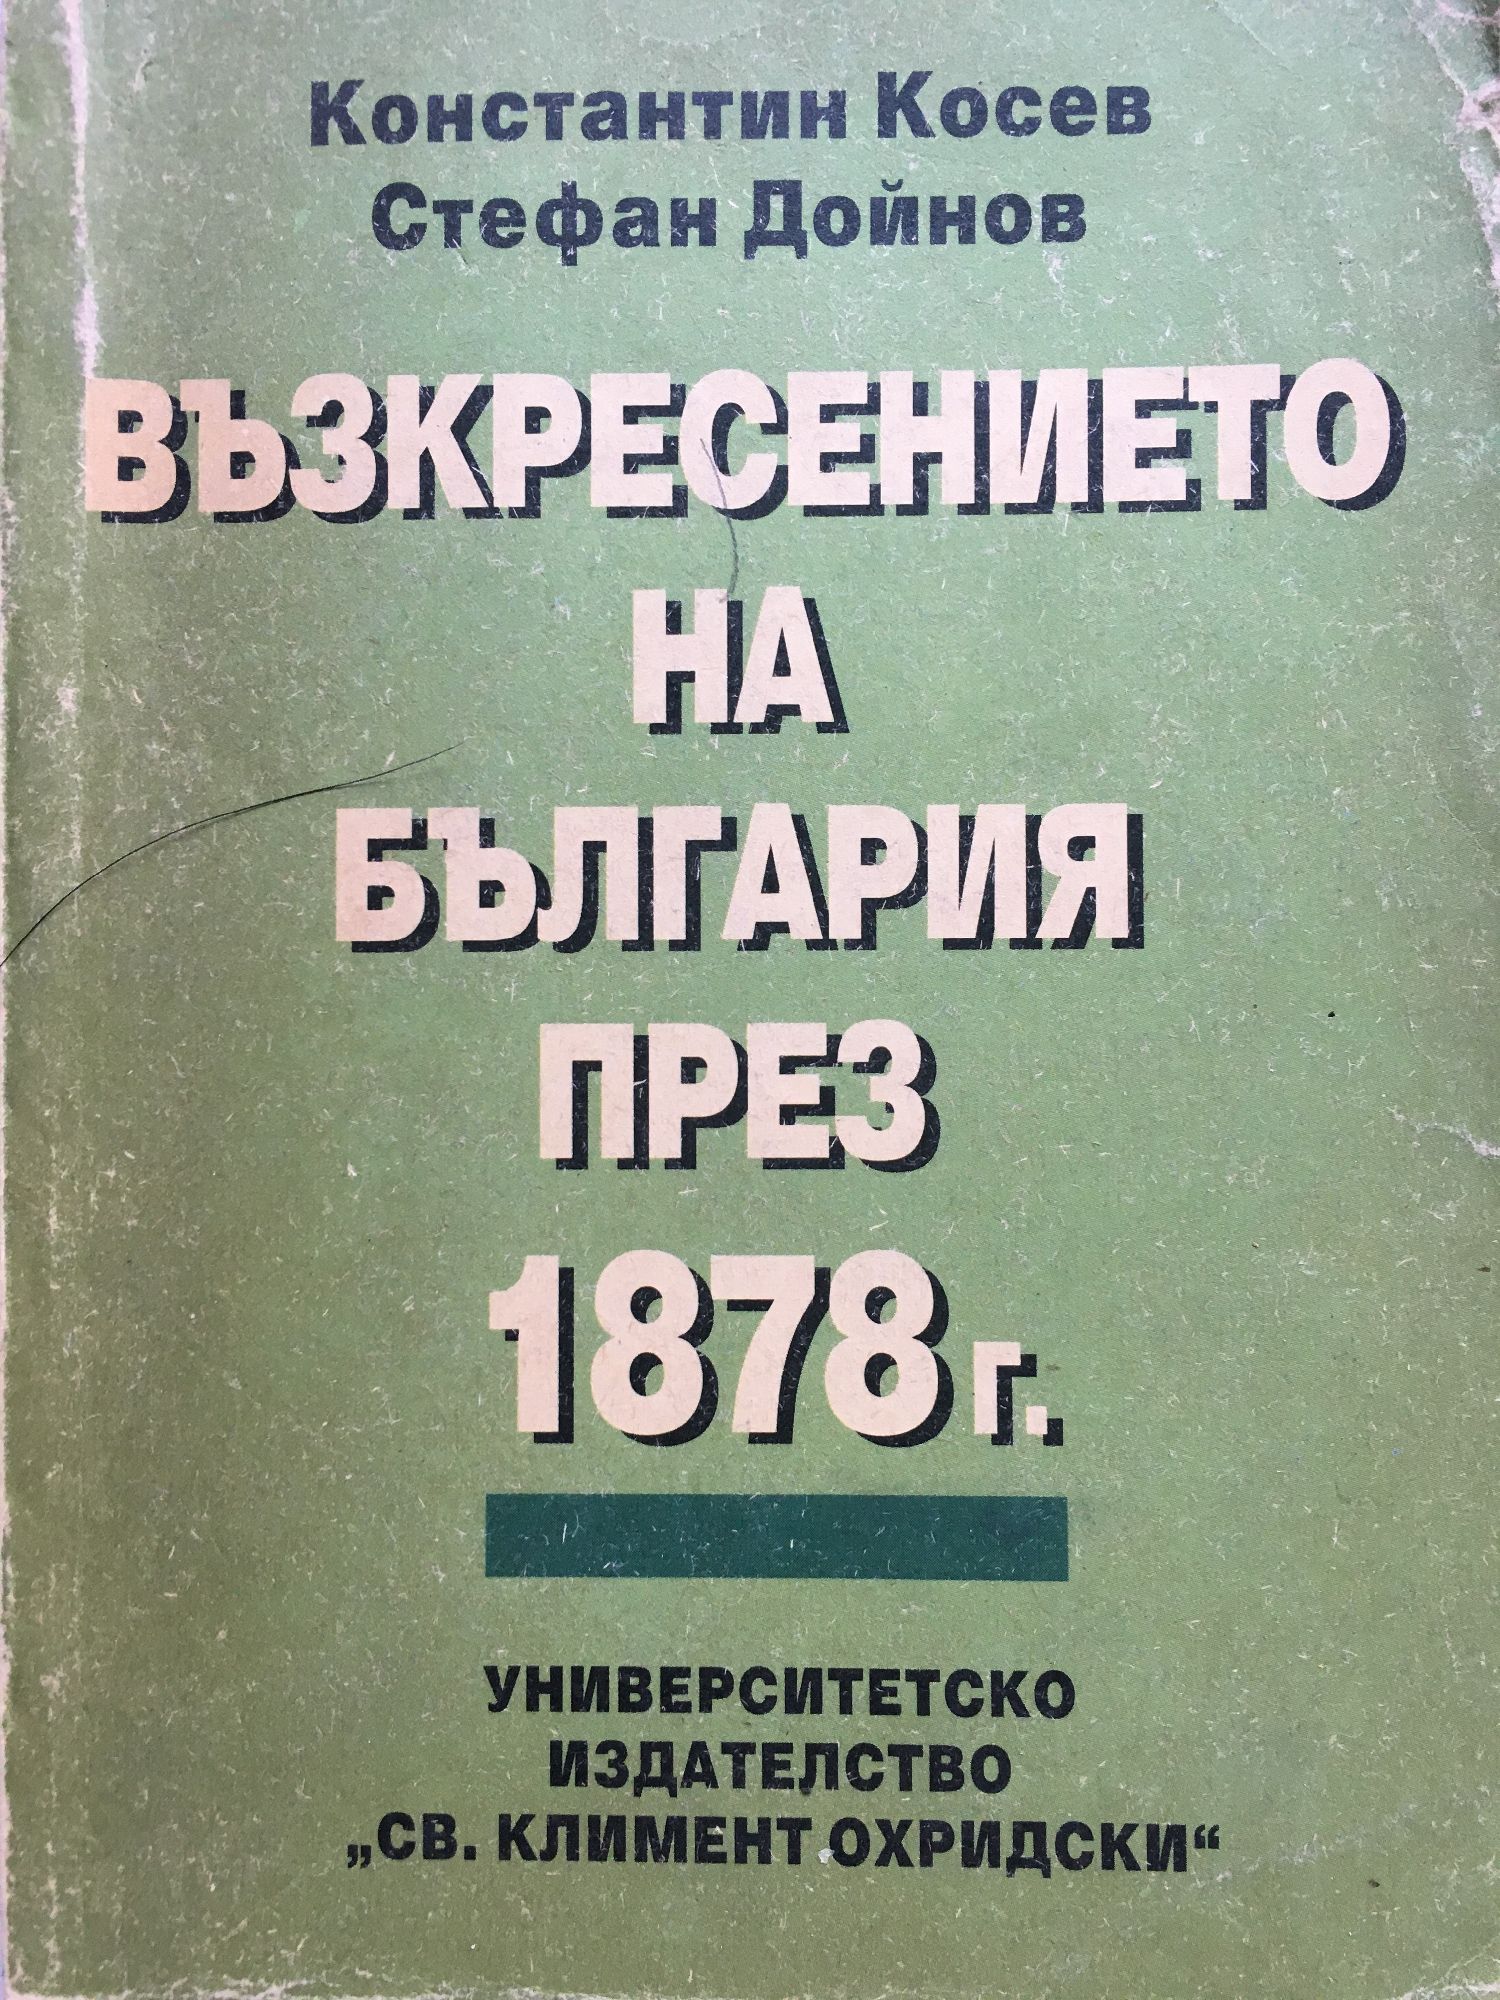 Константин Косев
Стефан Дойнов
ВЪЗКРЕСЕНИЕТО
НА
БЪЛГАРИЯ
ПРЕЗ
1878 г.
УНИВЕРСИТЕТСКО
ИЗДАТЕЛСТВО
„СВ. КЛИМЕНТ ОХРИДСКИ“